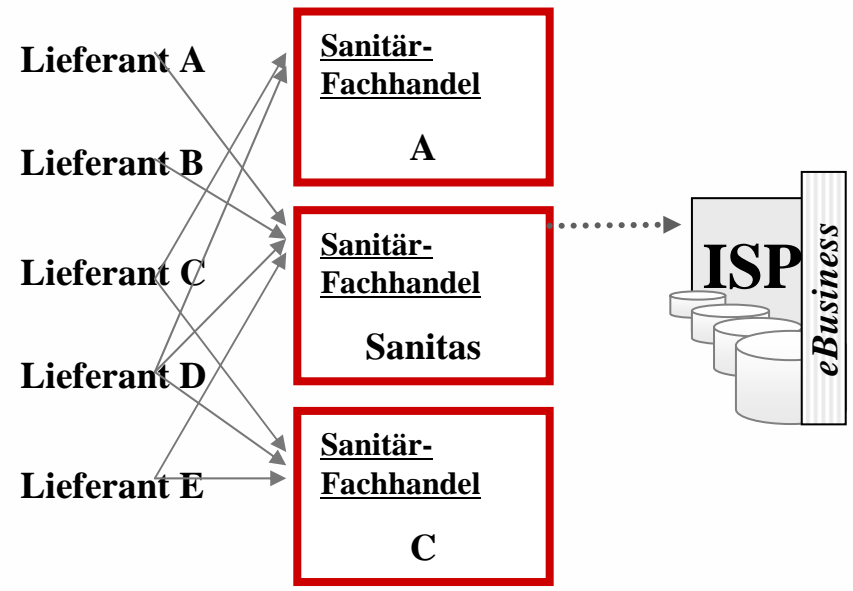 Lieferant A
Lieferant B
Lieferant C
Lieferant D
Lieferant E
Sanitär-
Fachhandel
A
Sanitär-
Fachhandel
Sanitas
Sanitär-
Fachhandel
C
ISP
eBusiness